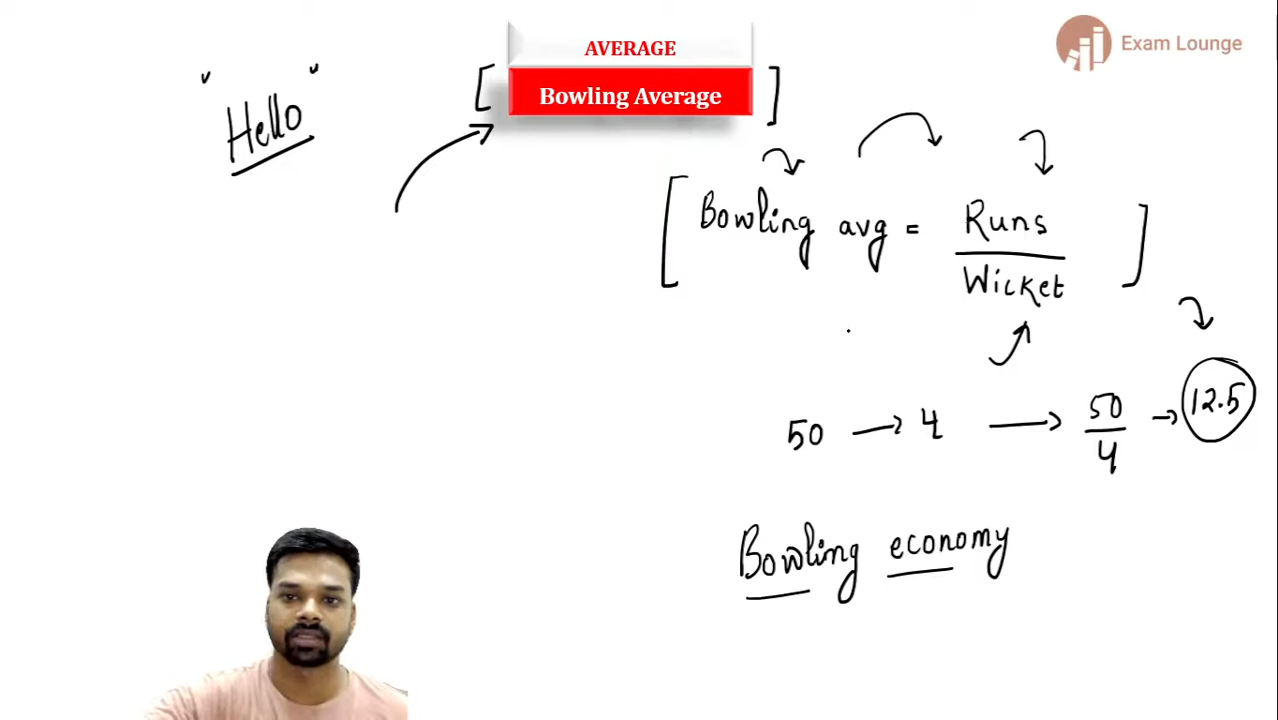 AVERAGE
Bowling Average
Exam Lounge
"Hello"
[ Bowling avg = Runs / Wicket ]
50 → 4 → 50/4 → 12.5
Bowling economy